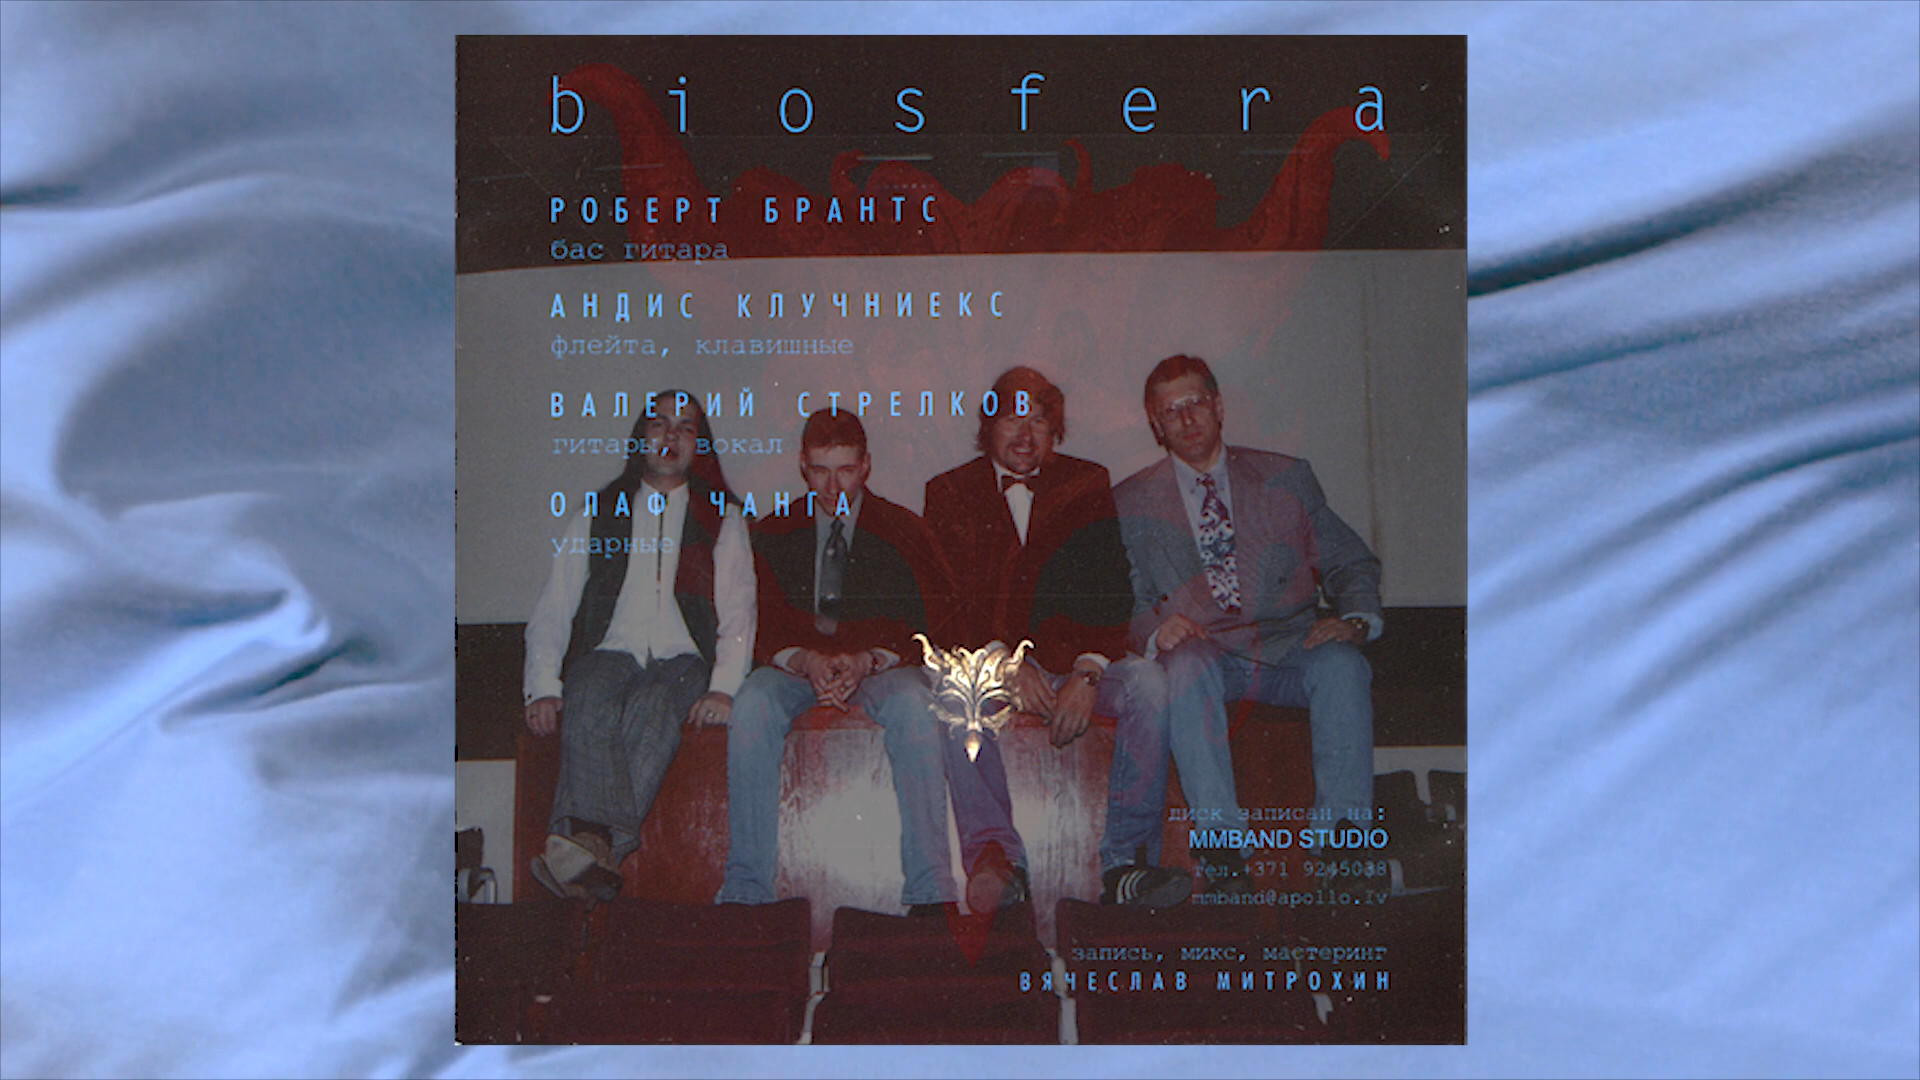 biosfera
РОБЕРТ БРАНТС
бас гитара
АНДИС КЛУЧНИЕКС
флейта, клавишные
ВАЛЕРИЙ СТРЕЛКОВ
гитары, вокал
ОЛАФ ЧАНГА
ударные
диск записан на:
MMBAND STUDIO
тел.+371 9245038
mmband@apollo.lv
запись, микс, мастеринг
ВЯЧЕСЛАВ МИТРОХИН